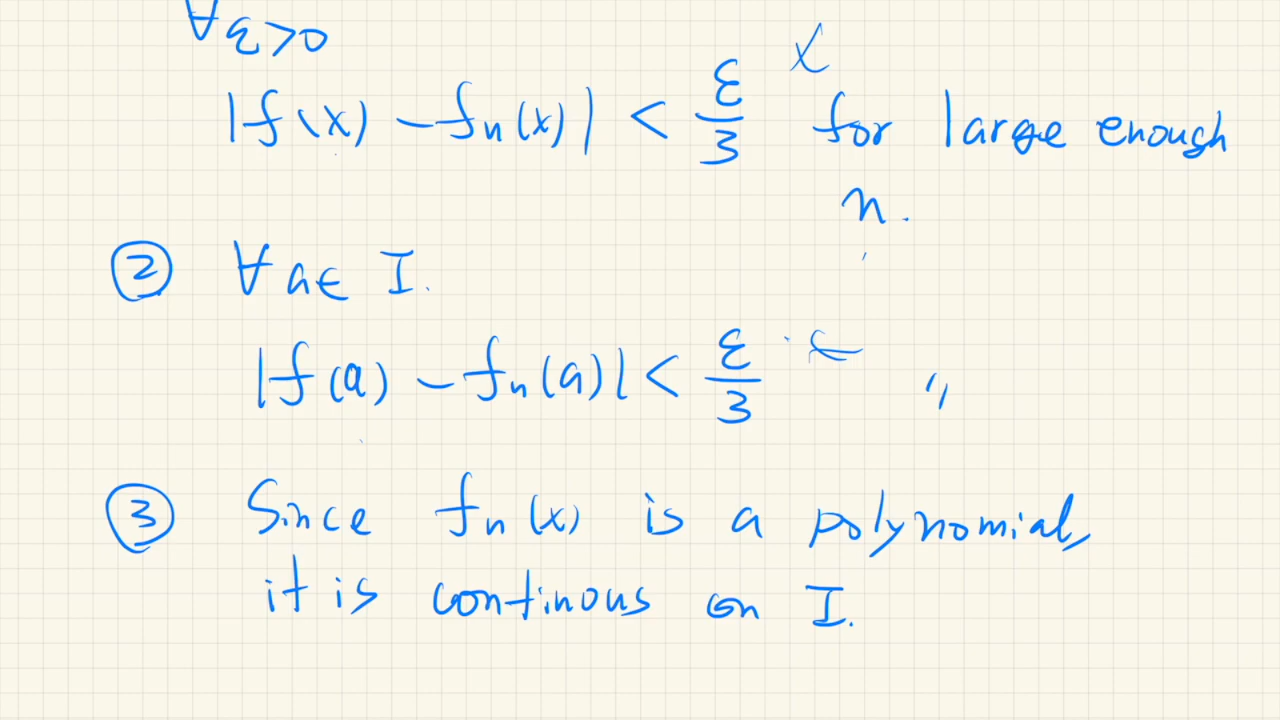 ∀ε>0
|f(x) - fₙ(x)| < ε/3 for large enough
n.
② ∀ a∈ I.
|f(a) - fₙ(a)| < ε/3 〃
③ Since fₙ(x) is a polynomial,
it is continous on I.